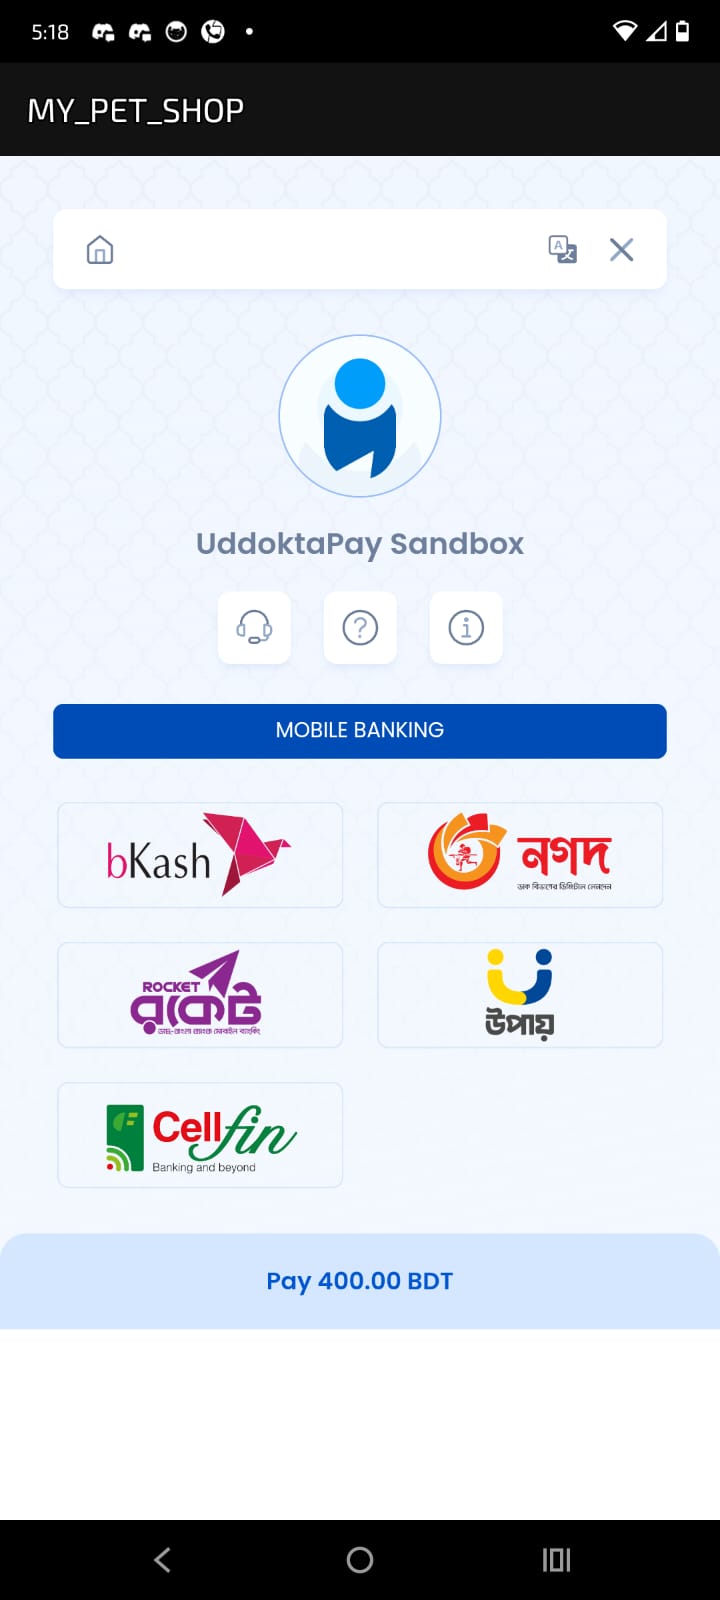 5:18
MY_PET_SHOP
UddoktaPay Sandbox
MOBILE BANKING
bKash
নগদ
ডাক বিভাগের ডিজিটাল লেনদেন
ROCKET
রকেট
ডাচ্-বাংলা ব্যাংক মোবাইল ব্যাংকিং
উপায়
Cellfin
Banking and beyond
Pay 400.00 BDT